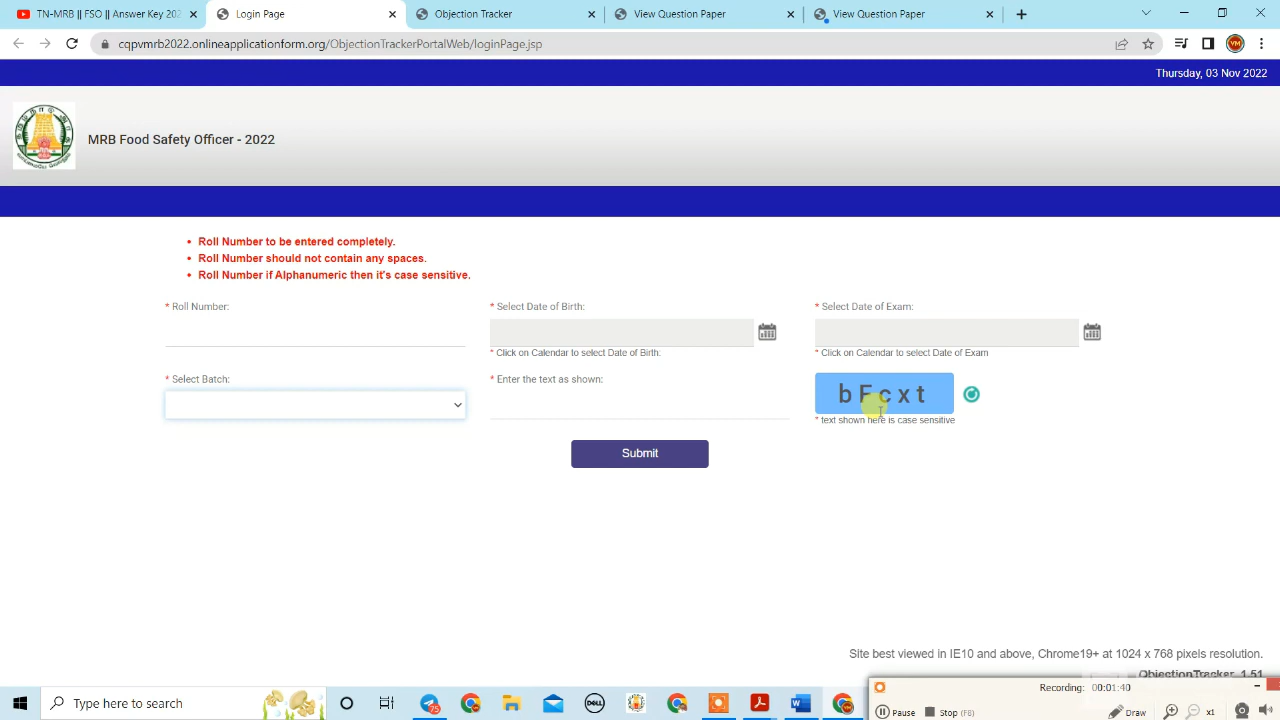 TN-MRB || FSO || Answer Key 202
Login Page
Objection Tracker
View Question Paper
View Question Paper
cqpvmrb2022.onlineapplicationform.org/ObjectionTrackerPortalWeb/loginPage.jsp
VM
Thursday, 03 Nov 2022
MRB Food Safety Officer - 2022
• Roll Number to be entered completely.
• Roll Number should not contain any spaces.
• Roll Number if Alphanumeric then it's case sensitive.
* Roll Number:
* Select Date of Birth:
* Select Date of Exam:
* Click on Calendar to select Date of Birth:
* Click on Calendar to select Date of Exam
* Select Batch:
* Enter the text as shown:
b F c x t
* text shown here is case sensitive
Submit
Site best viewed in IE10 and above, Chrome19+ at 1024 x 768 pixels resolution.
ObjectionTracker 1.51
Recording: 00:01:40
Type here to search
75
DELL
Pause
Stop (F8)
Draw
x1